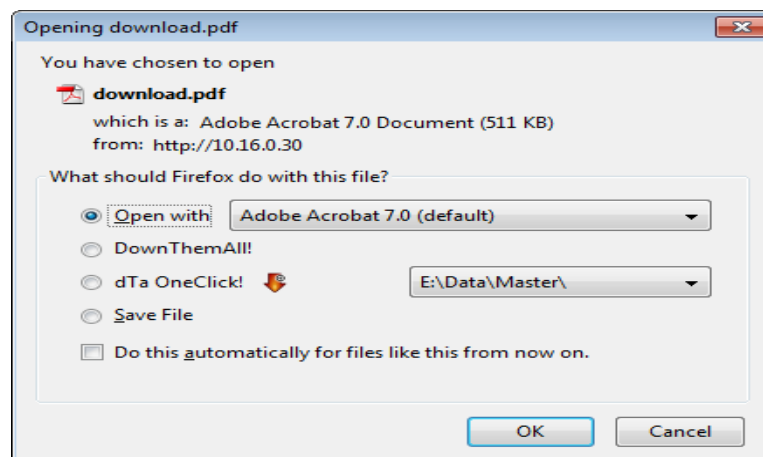 Opening download.pdf
You have chosen to open
download.pdf
which is a: Adobe Acrobat 7.0 Document (511 KB)
from: http://10.16.0.30
What should Firefox do with this file?
Open with Adobe Acrobat 7.0 (default)
DownThemAll!
dTa OneClick! E:\Data\Master\
Save File
Do this automatically for files like this from now on.
OK Cancel